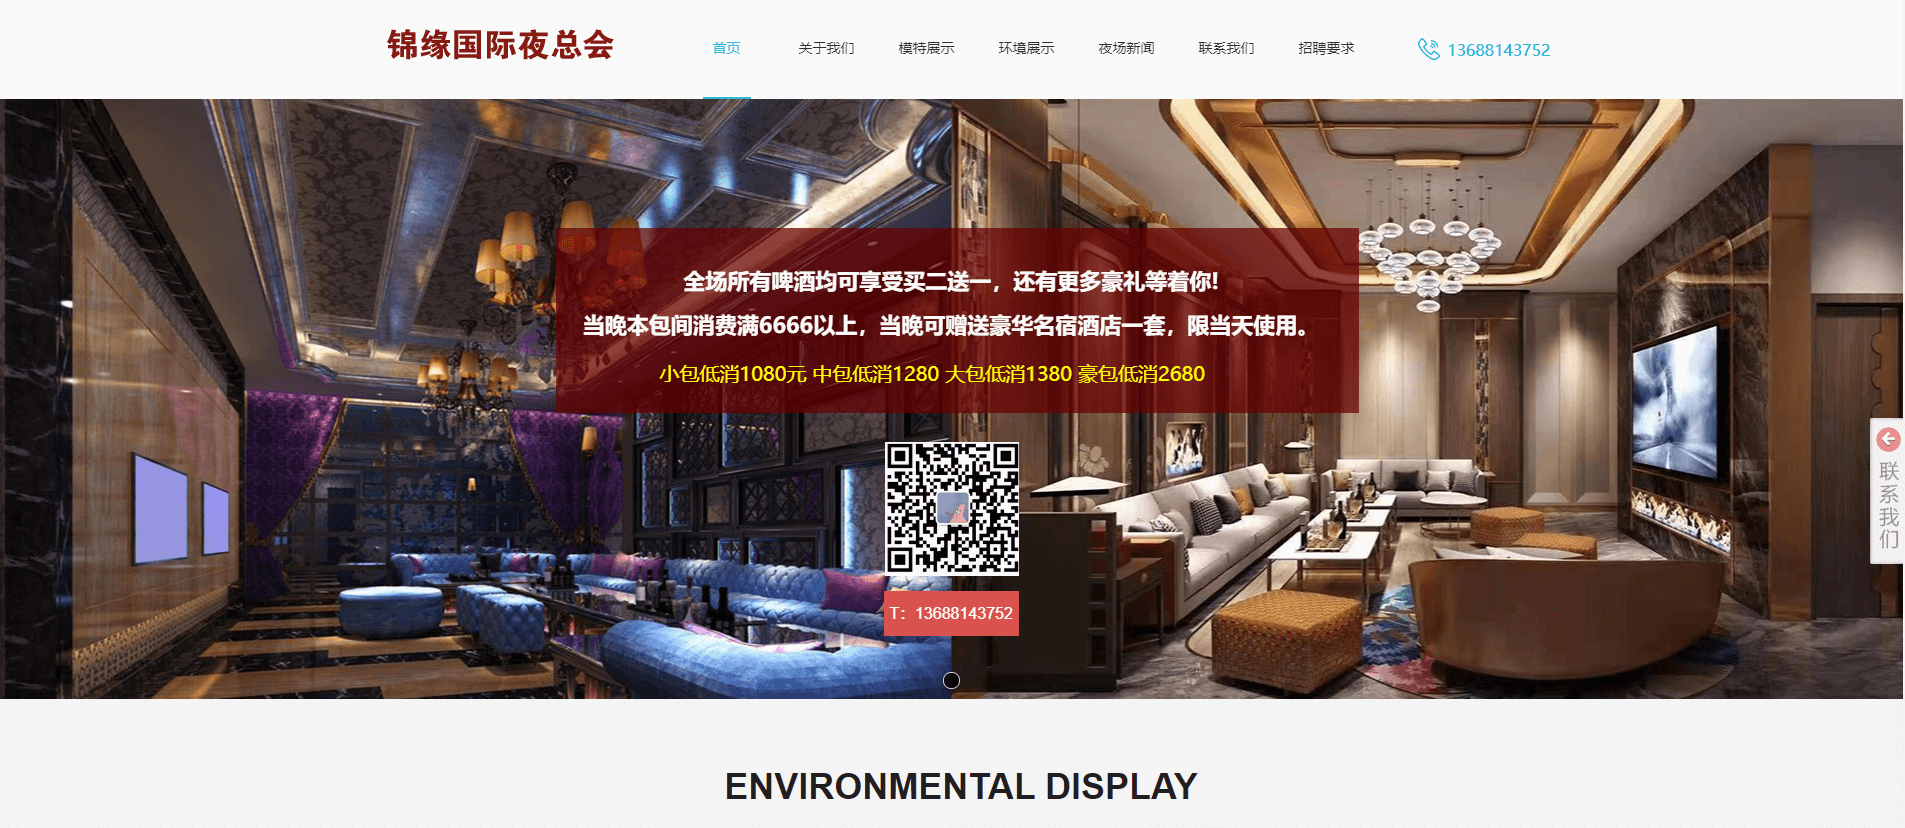 锦缘国际夜总会
首页 关于我们 模特展示 环境展示 夜场新闻 联系我们 招聘要求
13688143752
全场所有啤酒均可享受买二送一，还有更多豪礼等着你!
当晚本包间消费满6666以上，当晚可赠送豪华名宿酒店一套，限当天使用。
小包低消1080元 中包低消1280 大包低消1380 豪包低消2680
联系我们
T：13688143752
ENVIRONMENTAL DISPLAY